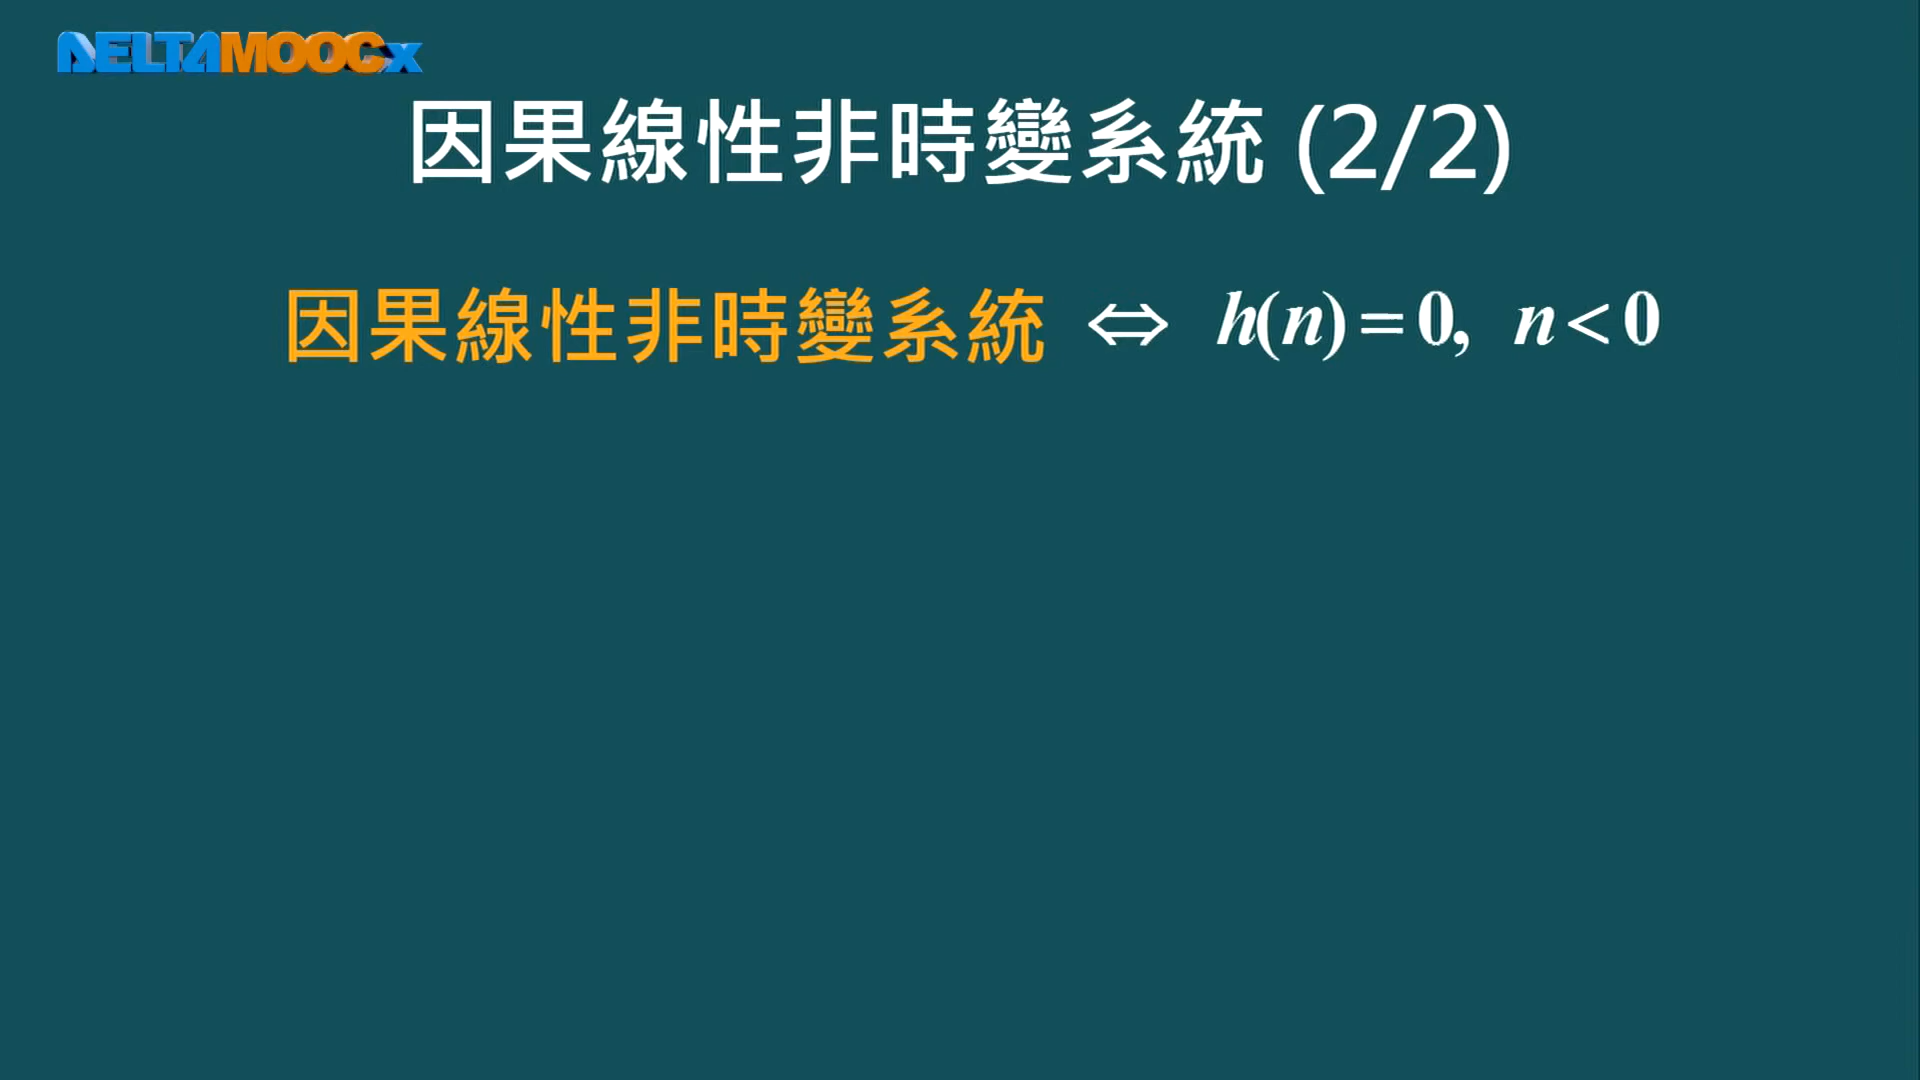 DELTAMOOCx
因果線性非時變系統 (2/2)
因果線性非時變系統 ⇔ h(n) = 0, n < 0